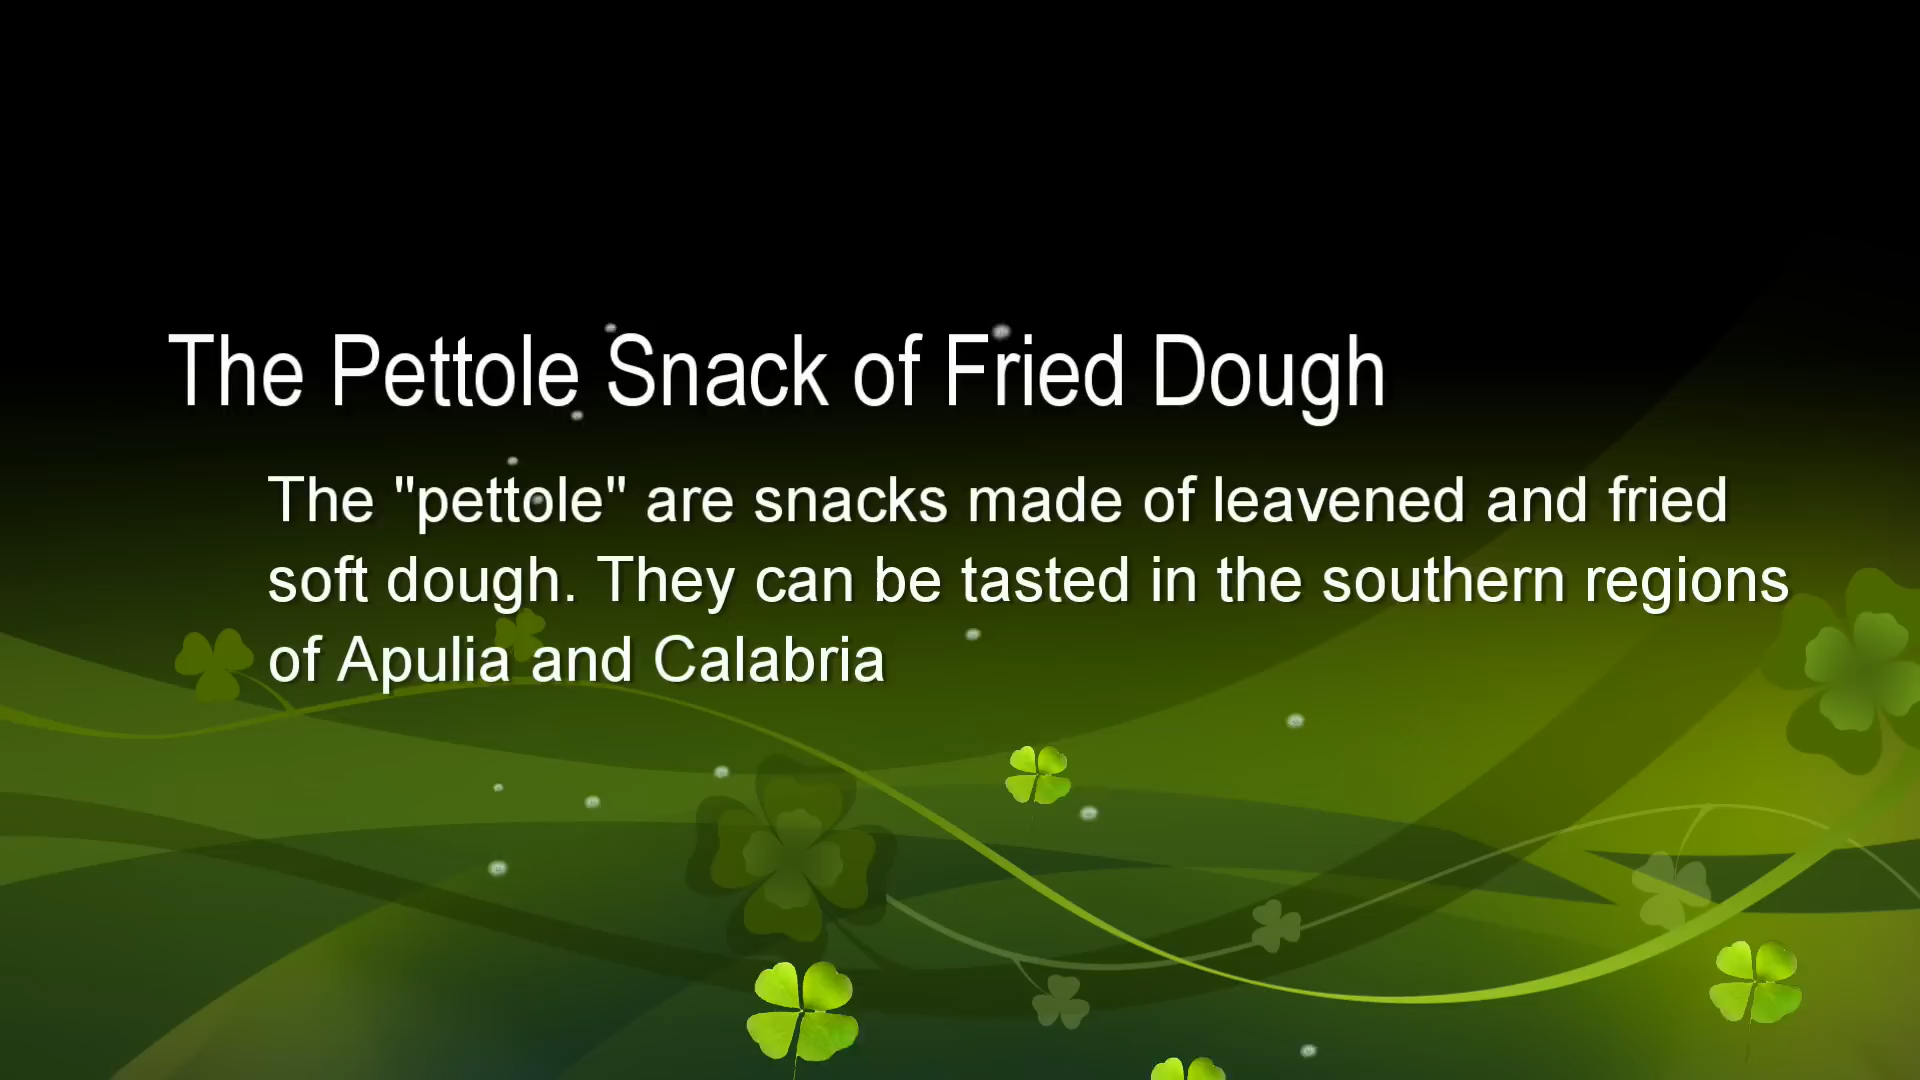 The Pettole Snack of Fried Dough
The "pettole" are snacks made of leavened and fried
soft dough. They can be tasted in the southern regions
of Apulia and Calabria